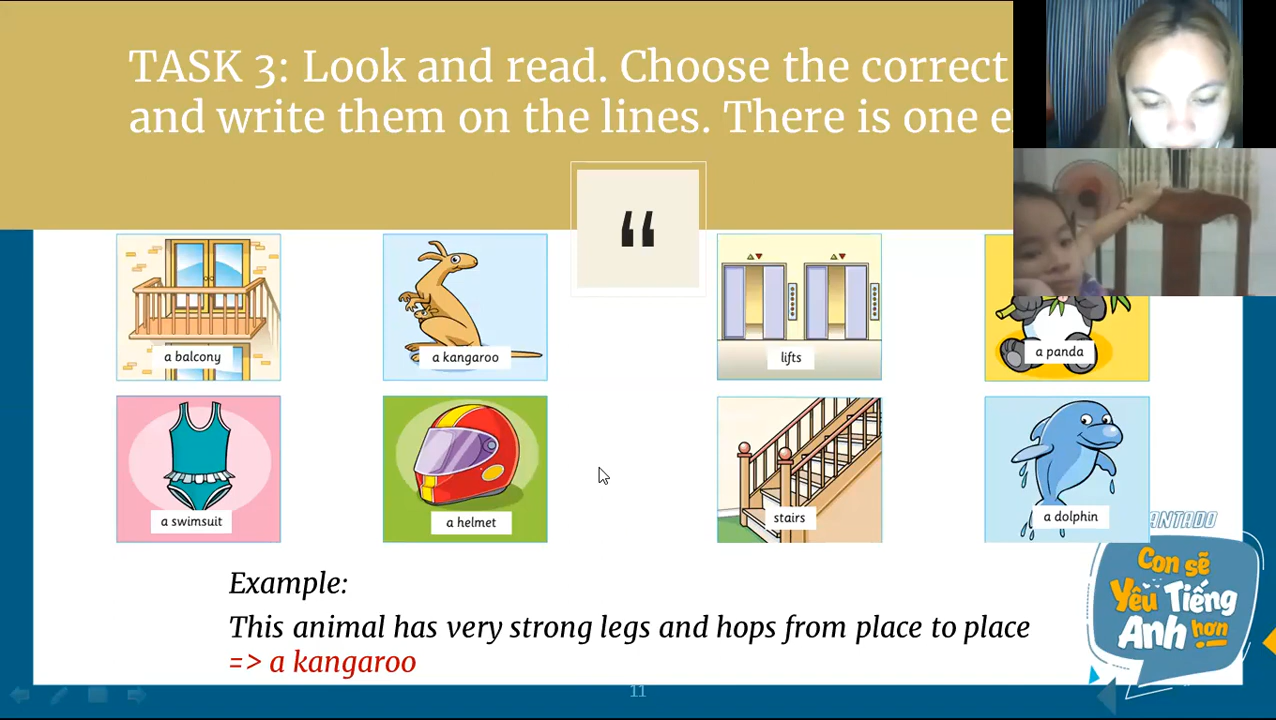 TASK 3: Look and read. Choose the correct
and write them on the lines. There is one
“
a balcony
a kangaroo
lifts
a panda
a swimsuit
a helmet
stairs
a dolphin
ANTADO
Con sẽ
Yêu Tiếng
Anh hơn
Example:
This animal has very strong legs and hops from place to place
=> a kangaroo
11